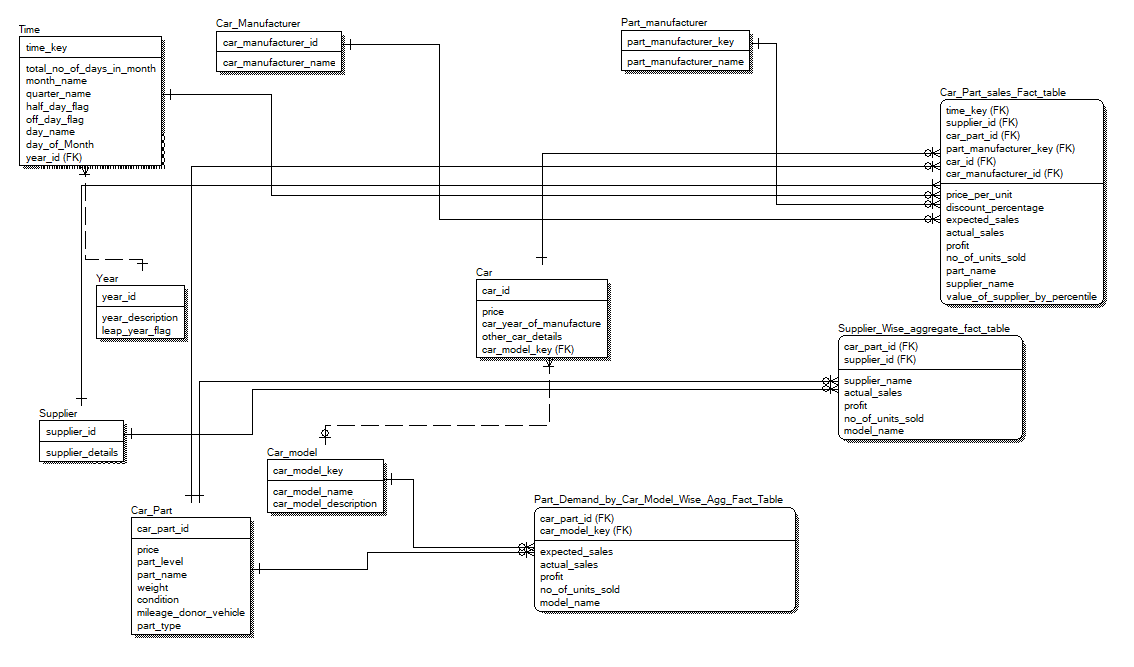 Time
time_key
total_no_of_days_in_month
month_name
quarter_name
half_day_flag
off_day_flag
day_name
day_of_Month
year_id (FK)
Car_Manufacturer
car_manufacturer_id
car_manufacturer_name
Part_manufacturer
part_manufacturer_key
part_manufacturer_name
Car_Part_sales_Fact_table
time_key (FK)
supplier_id (FK)
car_part_id (FK)
part_manufacturer_key (FK)
car_id (FK)
car_manufacturer_id (FK)
price_per_unit
discount_percentage
expected_sales
actual_sales
profit
no_of_units_sold
part_name
supplier_name
value_of_supplier_by_percentile
Year
year_id
year_description
leap_year_flag
Car
car_id
price
car_year_of_manufacture
other_car_details
car_model_key (FK)
Supplier_Wise_aggregate_fact_table
car_part_id (FK)
supplier_id (FK)
supplier_name
actual_sales
profit
no_of_units_sold
model_name
Supplier
supplier_id
supplier_details
Car_model
car_model_key
car_model_name
car_model_description
Car_Part
car_part_id
price
part_level
part_name
weight
condition
mileage_donor_vehicle
part_type
Part_Demand_by_Car_Model_Wise_Agg_Fact_Table
car_part_id (FK)
car_model_key (FK)
expected_sales
actual_sales
profit
no_of_units_sold
model_name